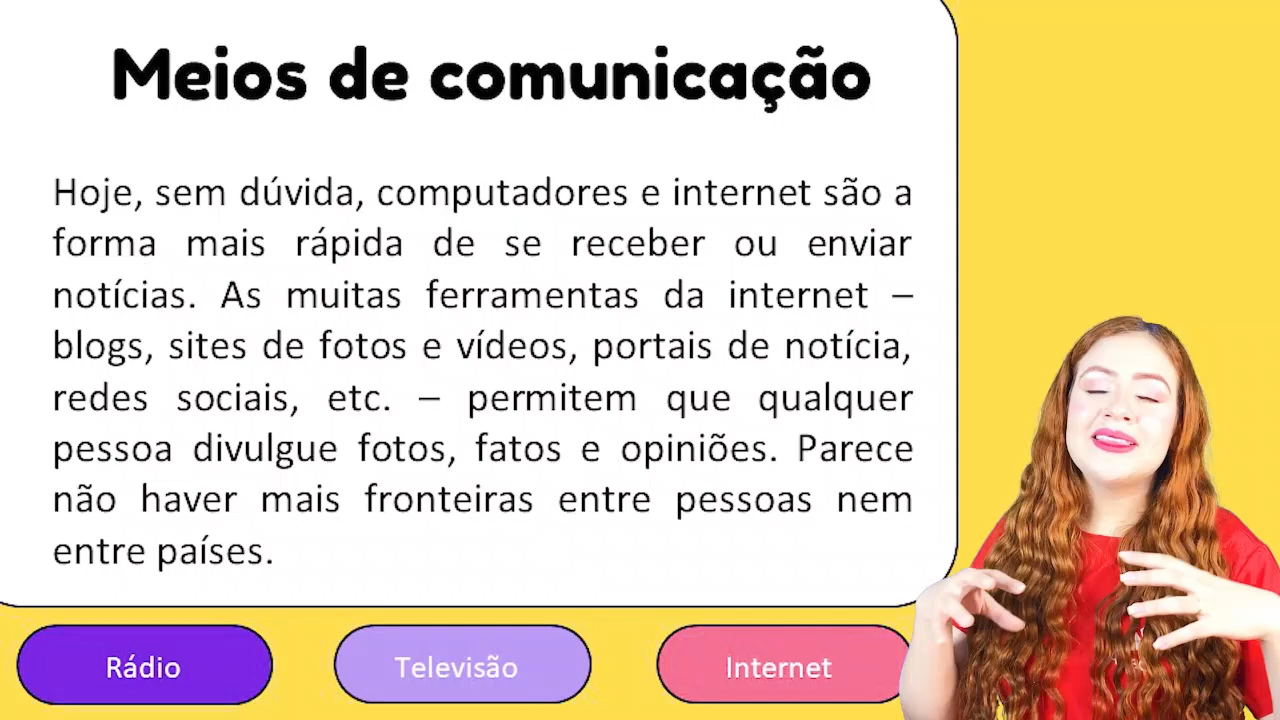 Meios de comunicação
Hoje, sem dúvida, computadores e internet são a
forma mais rápida de se receber ou enviar
notícias. As muitas ferramentas da internet –
blogs, sites de fotos e vídeos, portais de notícia,
redes sociais, etc. – permitem que qualquer
pessoa divulgue fotos, fatos e opiniões. Parece
não haver mais fronteiras entre pessoas nem
entre países.
Rádio
Televisão
Internet